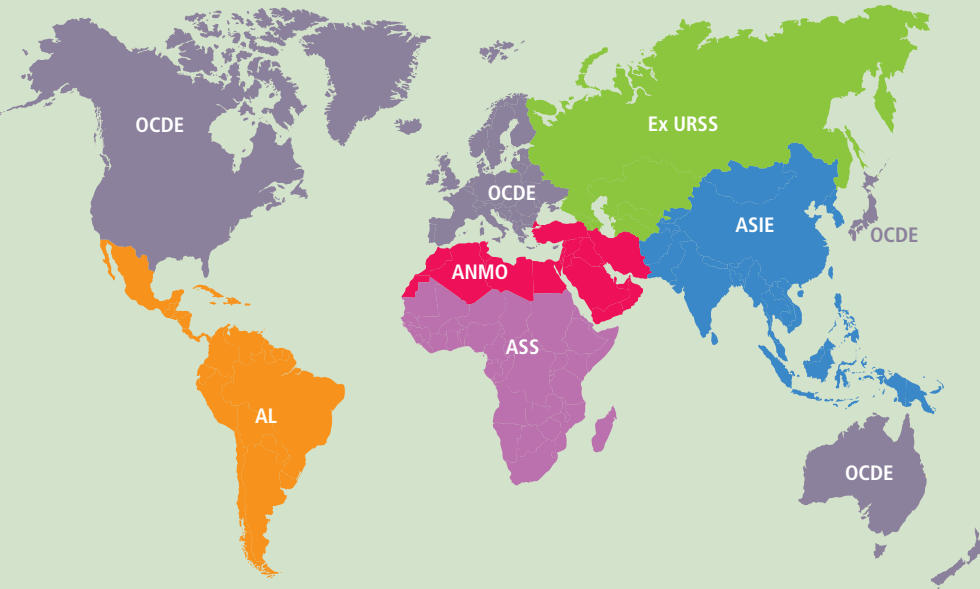 OCDE
Ex URSS
OCDE
ASIE
OCDE
ANMO
ASS
AL
OCDE